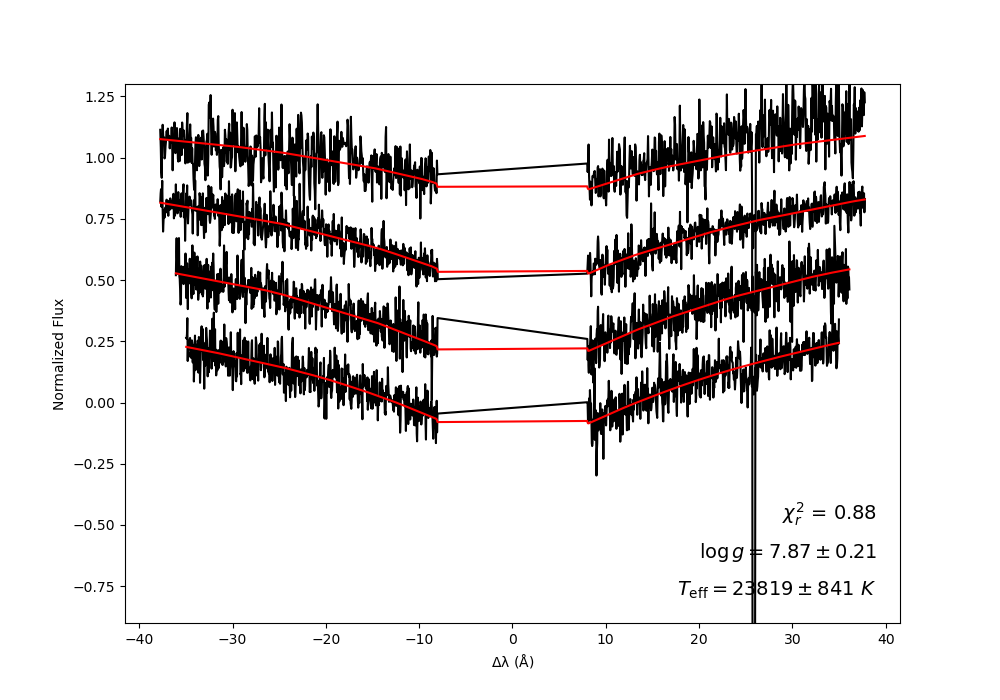 1.25
1.00
0.75
0.50
0.25
0.00
−0.25
−0.50
−0.75
Normalized Flux
χ²ᵣ = 0.88
log g = 7.87 ± 0.21
T_eff = 23819 ± 841 K
−40 −30 −20 −10 0 10 20 30 40
Δλ (Å)